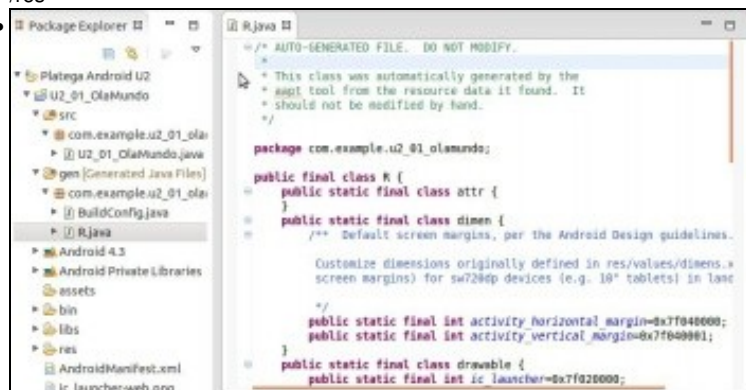 /res
Package Explorer
Platega Android U2
U2_01_OlaMundo
src
com.example.u2_01_ola
U2_01_OlaMundo.java
gen [Generated Java Files]
com.example.u2_01_ola
BuildConfig.java
R.java
Android 4.3
Android Private Libraries
assets
bin
libs
res
AndroidManifest.xml
ic_launcher-web.png
R.java
/* AUTO-GENERATED FILE.  DO NOT MODIFY.
*
* This class was automatically generated by the
* aapt tool from the resource data it found.  It
* should not be modified by hand.
*/
package com.example.u2_01_olamundo;
public final class R {
public static final class attr {
}
public static final class dimen {
/**  Default screen margins, per the Android Design guidelines.
Customize dimensions originally defined in res/values/dimens.x
screen margins) for sw720dp devices (e.g. 10" tablets) in land
*/
public static final int activity_horizontal_margin=0x7f040000;
public static final int activity_vertical_margin=0x7f040001;
}
public static final class drawable {
public static final int ic_launcher=0x7f020000;